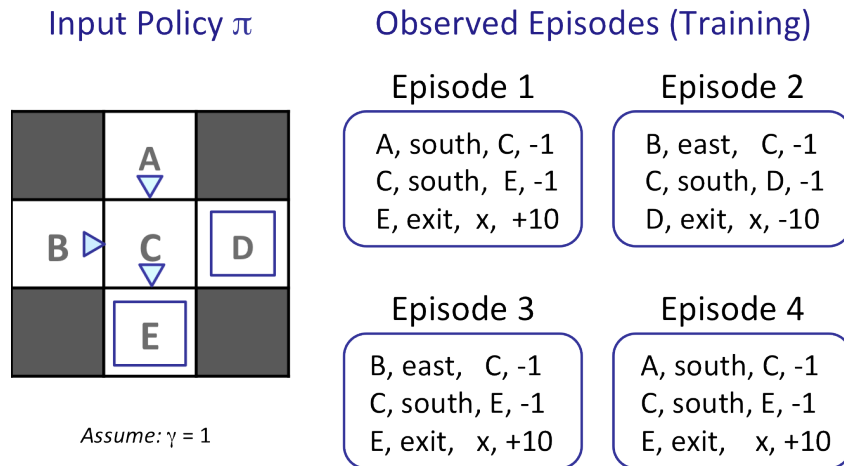 Input Policy π
A
B
C
D
E
Assume: γ = 1
Observed Episodes (Training)
Episode 1
A, south, C, -1
C, south, E, -1
E, exit, x, +10
Episode 2
B, east, C, -1
C, south, D, -1
D, exit, x, -10
Episode 3
B, east, C, -1
C, south, E, -1
E, exit, x, +10
Episode 4
A, south, C, -1
C, south, E, -1
E, exit, x, +10